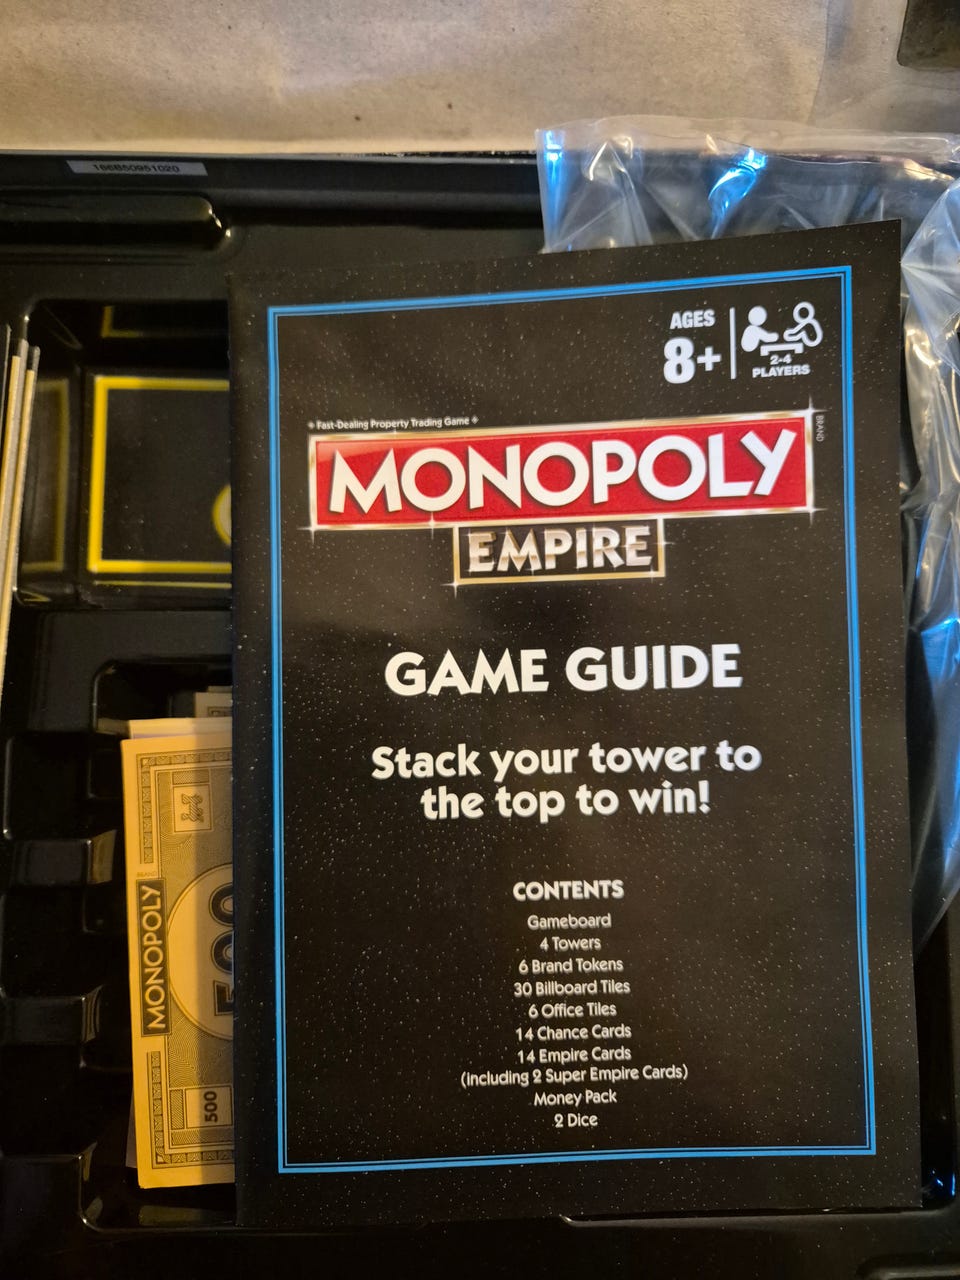 186B50951020
AGES
8+
2-4
PLAYERS
Fast-Dealing Property Trading Game
BRAND
MONOPOLY
EMPIRE
GAME GUIDE
Stack your tower to
the top to win!
CONTENTS
Gameboard
4 Towers
6 Brand Tokens
30 Billboard Tiles
6 Office Tiles
14 Chance Cards
14 Empire Cards
(including 2 Super Empire Cards)
Money Pack
2 Dice
BRAND
MONOPOLY
500
500